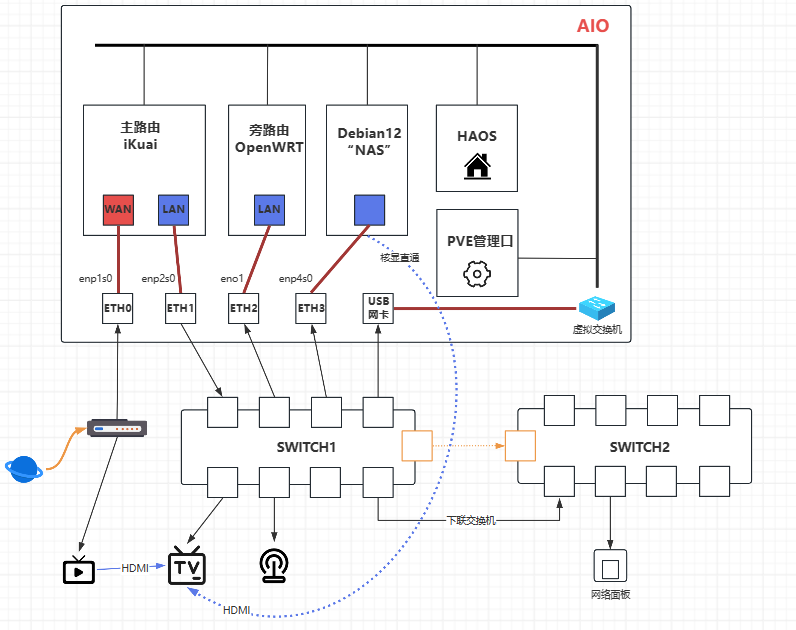 AIO
主路由
iKuai
旁路由
OpenWRT
Debian12
“NAS”
HAOS
WAN
LAN
LAN
PVE管理口
核显直通
enp1s0
enp2s0
eno1
enp4s0
ETH0
ETH1
ETH2
ETH3
USB
网卡
虚拟交换机
SWITCH1
SWITCH2
下联交换机
HDMI
TV
网络面板
HDMI